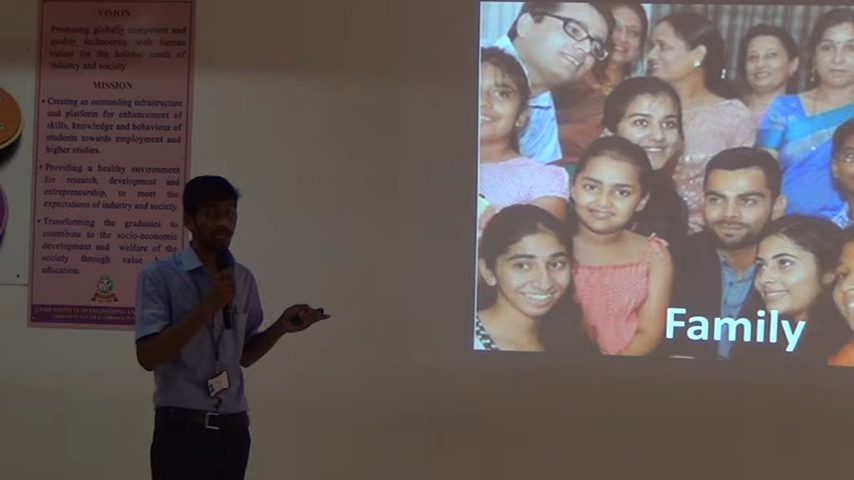 VISION
Producing globally competent and
quality technocrats with human
values for the holistic needs of
industry and society
MISSION
• Creating an outstanding infrastructure
and platform for enhancement of
skills, knowledge and behaviour of
students towards employment and
higher studies.
• Providing a healthy environment
for research, development and
entrepreneurship, to meet the
expectations of industry and society.
• Transforming the graduates to
contribute to the socio-economic
development and welfare of the
society through value
education.
Family